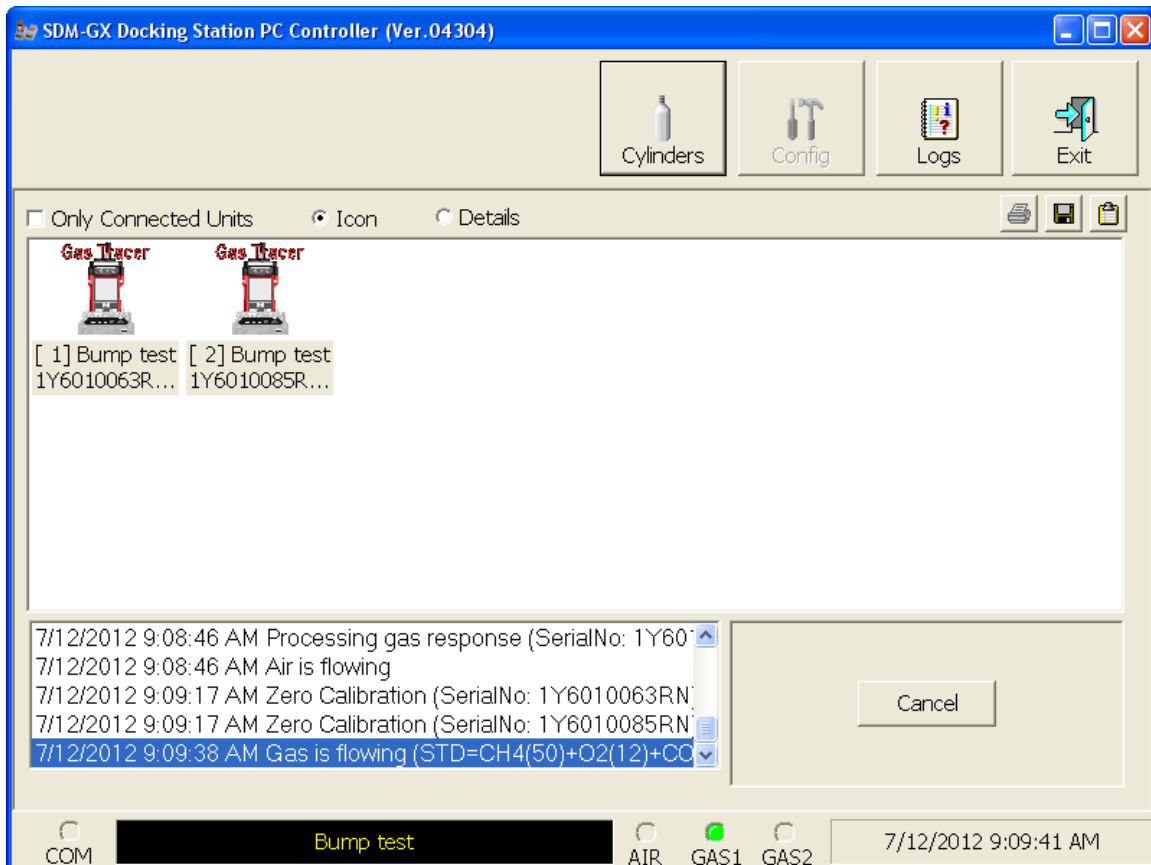 SDM-GX Docking Station PC Controller (Ver.04304)
Cylinders
Config
Logs
Exit
Only Connected Units
Icon
Details
Gas Tracer
Gas Tracer
[ 1] Bump test
1Y6010063R...
[ 2] Bump test
1Y6010085R...
7/12/2012 9:08:46 AM Processing gas response (SerialNo: 1Y601
7/12/2012 9:08:46 AM Air is flowing
7/12/2012 9:09:17 AM Zero Calibration (SerialNo: 1Y6010063RN
7/12/2012 9:09:17 AM Zero Calibration (SerialNo: 1Y6010085RN
7/12/2012 9:09:38 AM Gas is flowing (STD=CH4(50)+O2(12)+CO
Cancel
COM
Bump test
AIR
GAS1
GAS2
7/12/2012 9:09:41 AM